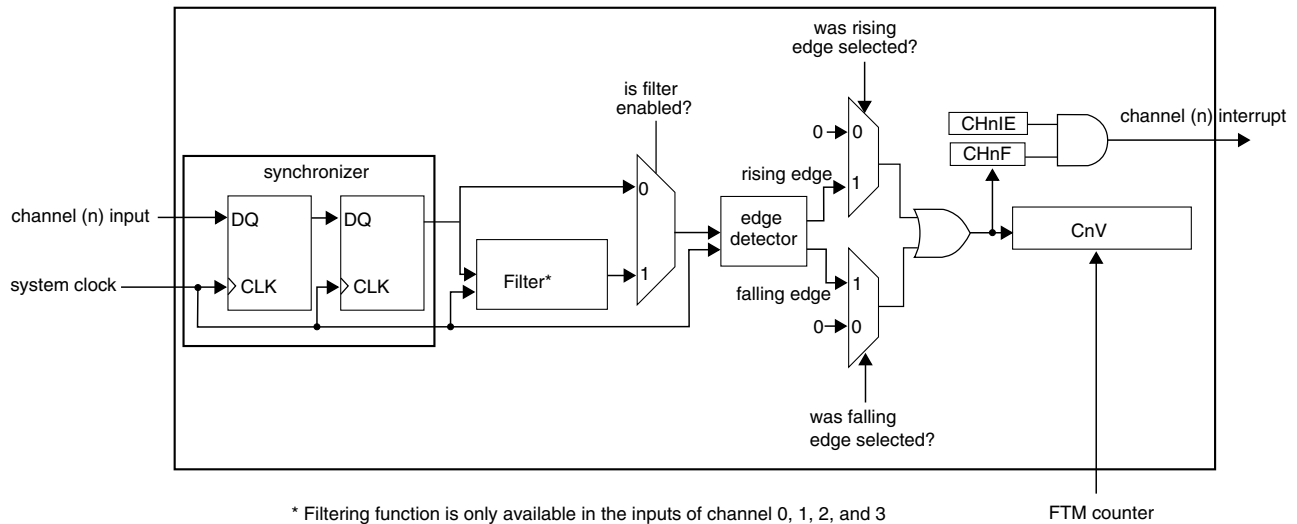 was rising
edge selected?
is filter
enabled?
channel (n) interrupt
CHnIE
CHnF
0
0
synchronizer
rising edge
1
0
channel (n) input
DQ
DQ
edge
detector
CnV
system clock
CLK
CLK
Filter*
1
falling edge
1
0
0
was falling
edge selected?
* Filtering function is only available in the inputs of channel 0, 1, 2, and 3
FTM counter